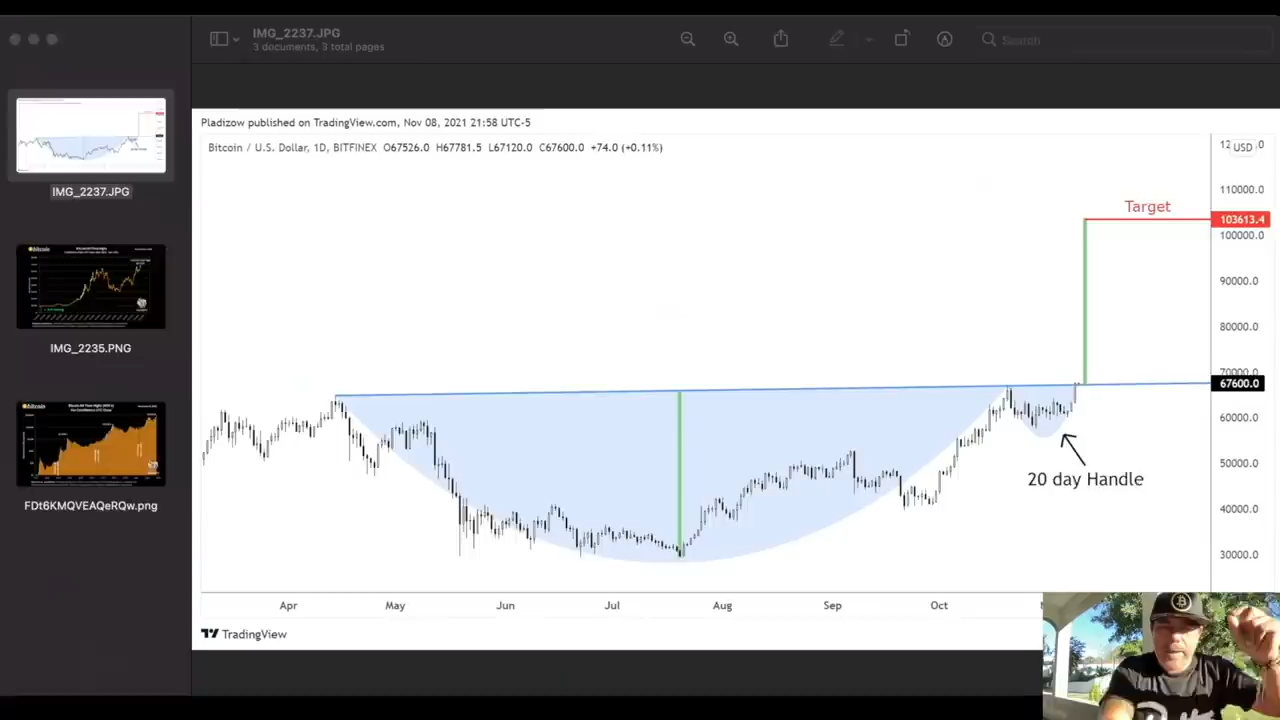 IMG_2237.JPG
3 documents, 3 total pages
Search
IMG_2237.JPG
IMG_2235.PNG
FDt6KMQVEAQeRQw.png
Pladizow published on TradingView.com, Nov 08, 2021 21:58 UTC-5
Bitcoin / U.S. Dollar, 1D, BITFINEX O67526.0 H67781.5 L67120.0 C67600.0 +74.0 (+0.11%)
USD
110000.0
Target
103613.4
100000.0
90000.0
80000.0
70000.0
67600.0
60000.0
50000.0
20 day Handle
40000.0
30000.0
Apr May Jun Jul Aug Sep Oct
TradingView
bitcoin
bitcoin